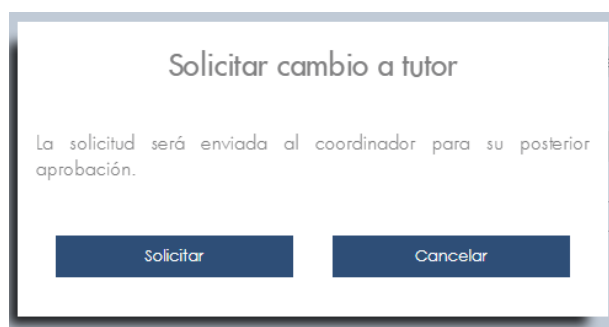 Solicitar cambio a tutor
La solicitud será enviada al coordinador para su posterior
aprobación.
Solicitar
Cancelar